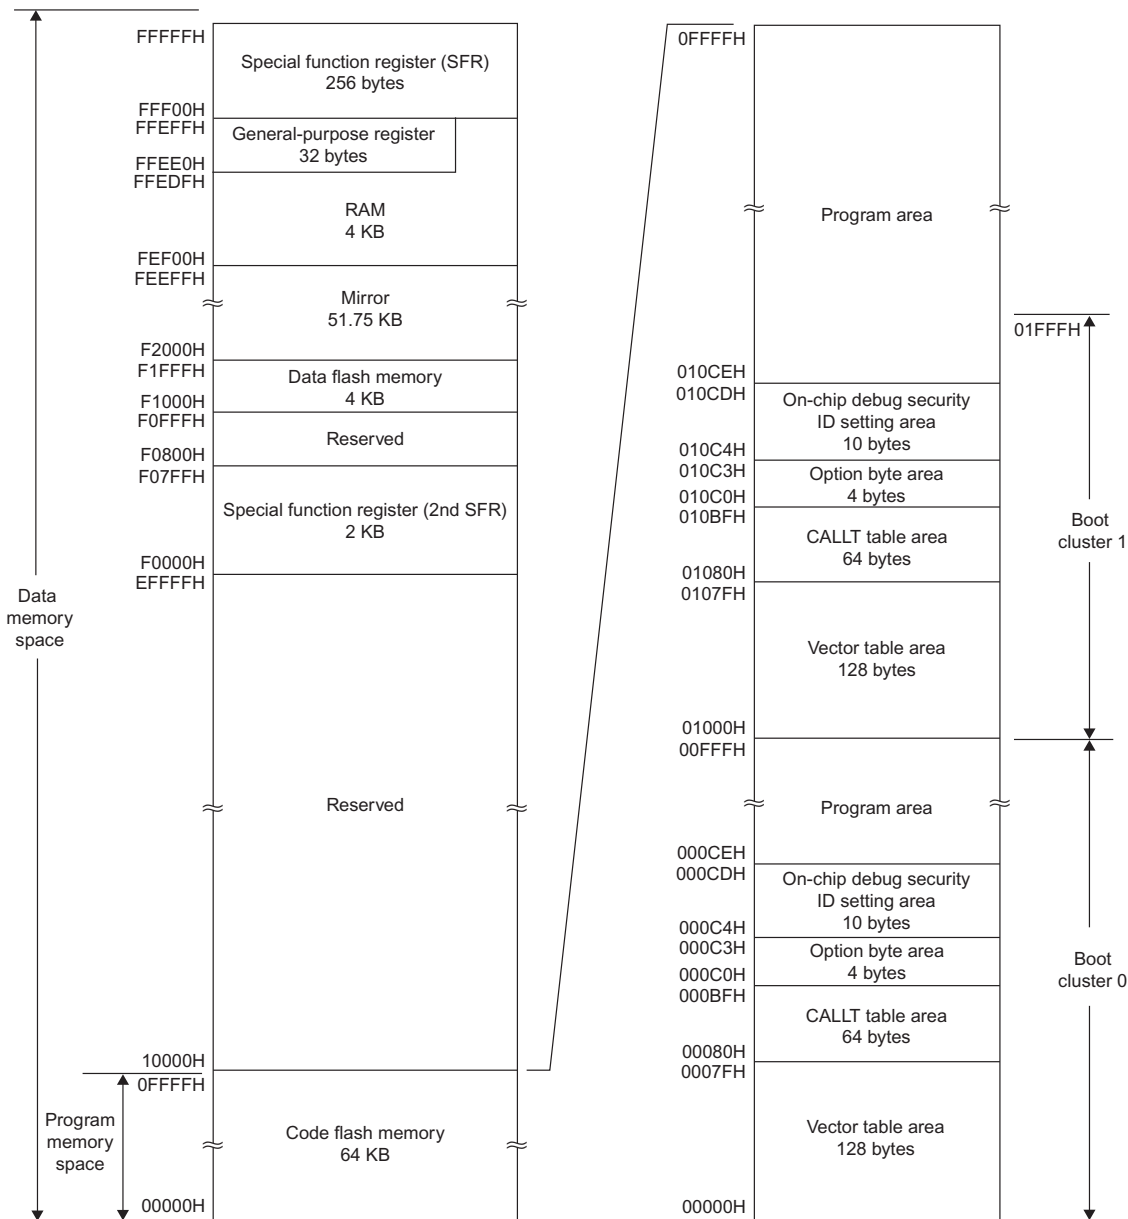 FFFFFH
Special function register (SFR)
256 bytes
FFF00H
FFEFFH
General-purpose register
32 bytes
FFEE0H
FFEDFH
RAM
4 KB
FEF00H
FEEFFH
Mirror
51.75 KB
F2000H
F1FFFH
Data flash memory
4 KB
F1000H
F0FFFH
Reserved
F0800H
F07FFH
Special function register (2nd SFR)
2 KB
F0000H
EFFFFH
Data
memory
space
Reserved
10000H
0FFFFH
Program
memory
space
Code flash memory
64 KB
00000H
0FFFFH
Program area
01FFFH
010CEH
010CDH
On-chip debug security
ID setting area
10 bytes
010C4H
010C3H
Option byte area
4 bytes
010C0H
010BFH
CALLT table area
64 bytes
Boot
cluster 1
01080H
0107FH
Vector table area
128 bytes
01000H
00FFFH
Program area
000CEH
000CDH
On-chip debug security
ID setting area
10 bytes
000C4H
000C3H
Option byte area
4 bytes
000C0H
000BFH
Boot
cluster 0
CALLT table area
64 bytes
00080H
0007FH
Vector table area
128 bytes
00000H